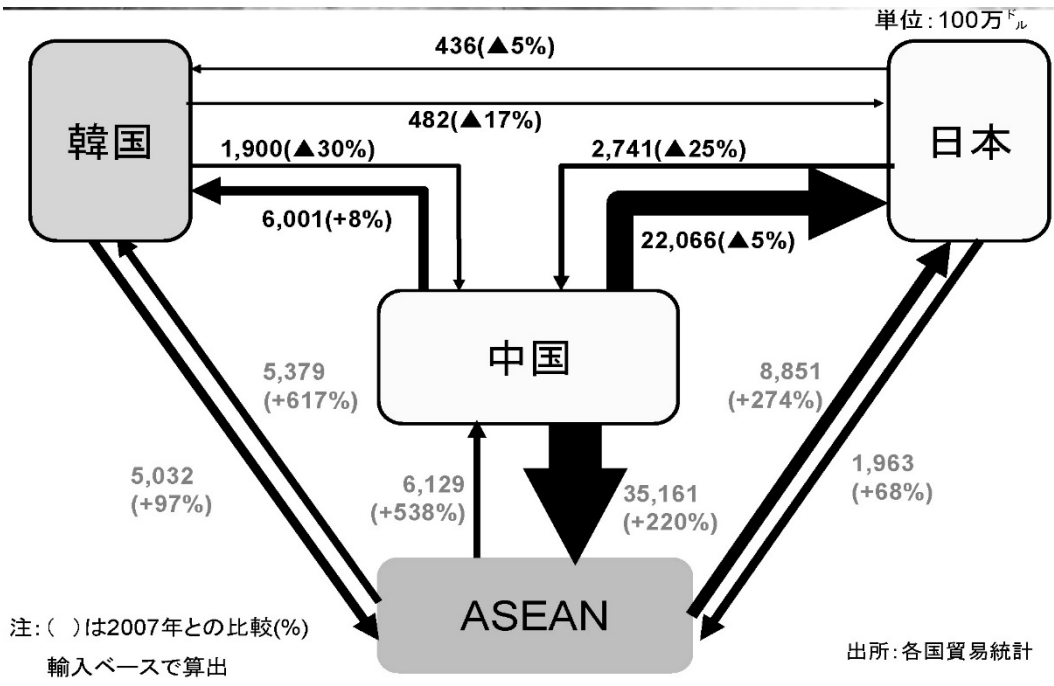 単位：100万㌦
436(▲5%)
482(▲17%)
韓国
日本
1,900(▲30%)
2,741(▲25%)
6,001(+8%)
22,066(▲5%)
中国
5,379
(+617%)
8,851
(+274%)
5,032
(+97%)
6,129
(+538%)
35,161
(+220%)
1,963
(+68%)
ASEAN
注：（　）は2007年との比較(%)
輸入ベースで算出
出所：各国貿易統計